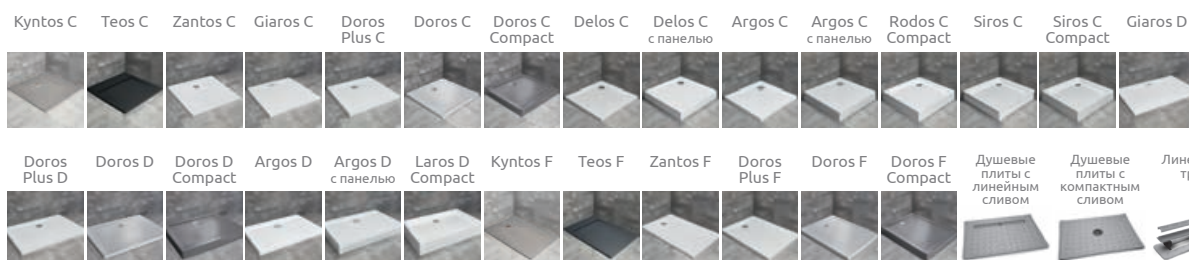 Kyntos C
Teos C
Zantos C
Giaros C
Doros
Plus C
Doros C
Doros C
Compact
Delos C
Delos C
с панелью
Argos C
Argos C
с панелью
Rodos C
Compact
Siros C
Siros C
Compact
Giaros D
Doros
Plus D
Doros D
Doros D
Compact
Argos D
Argos D
с панелью
Laros D
Compact
Kyntos F
Teos F
Zantos F
Doros
Plus F
Doros F
Doros F
Compact
Душевые
плиты с
линейным
сливом
Душевые
плиты с
компактным
сливом